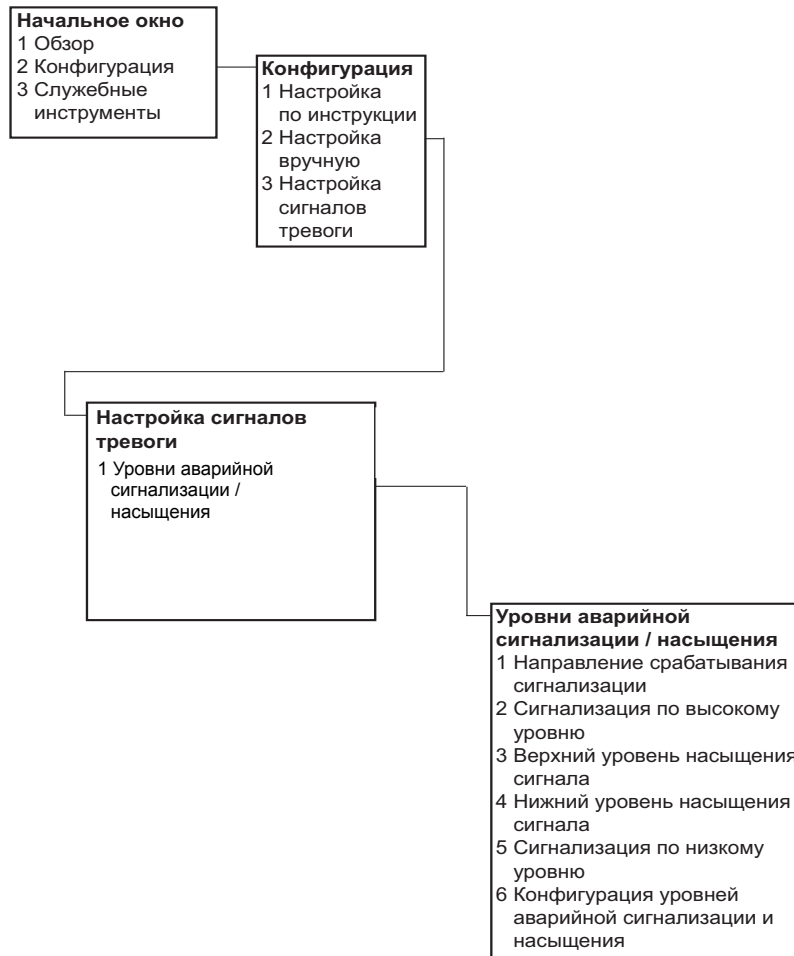 Начальное окно
1 Обзор
2 Конфигурация
3 Служебные
инструменты
Конфигурация
1 Настройка
по инструкции
2 Настройка
вручную
3 Настройка
сигналов
тревоги
Настройка сигналов
тревоги
1 Уровни аварийной
сигнализации /
насыщения
Уровни аварийной
сигнализации / насыщения
1 Направление срабатывания
сигнализации
2 Сигнализация по высокому
уровню
3 Верхний уровень насыщения
сигнала
4 Нижний уровень насыщения
сигнала
5 Сигнализация по низкому
уровню
6 Конфигурация уровней
аварийной сигнализации и
насыщения